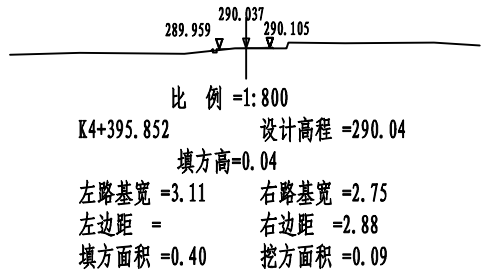 290.037
289.959 290.105
比 例 =1:800
K4+395.852 设计高程 =290.04
填方高=0.04
左路基宽 =3.11 右路基宽 =2.75
左边距 = 右边距 =2.88
填方面积 =0.40 挖方面积 =0.09